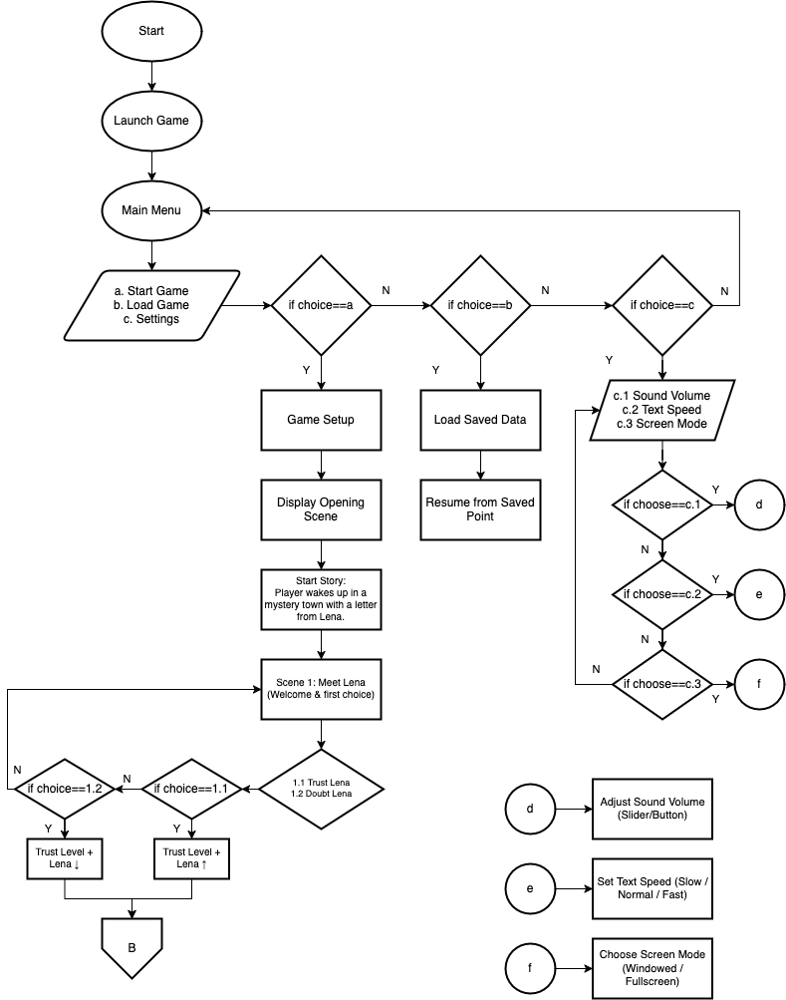 Start
Launch Game
Main Menu
a. Start Game
b. Load Game
c. Settings
if choice==a
N
if choice==b
N
if choice==c
N
Y
Y
Y
Game Setup
Load Saved Data
c.1 Sound Volume
c.2 Text Speed
c.3 Screen Mode
Display Opening
Scene
Resume from Saved
Point
if choose==c.1
Y
d
N
Start Story:
Player wakes up in a
mystery town with a letter
from Lena.
if choose==c.2
Y
e
N
Scene 1: Meet Lena
(Welcome & first choice)
N
if choose==c.3
Y
f
N
if choice==1.2
N
if choice==1.1
1.1 Trust Lena
1.2 Doubt Lena
Y
Y
Trust Level +
Lena ↓
Trust Level +
Lena ↑
B
d
Adjust Sound Volume
(Slider/Button)
e
Set Text Speed (Slow /
Normal / Fast)
f
Choose Screen Mode
(Windowed /
Fullscreen)